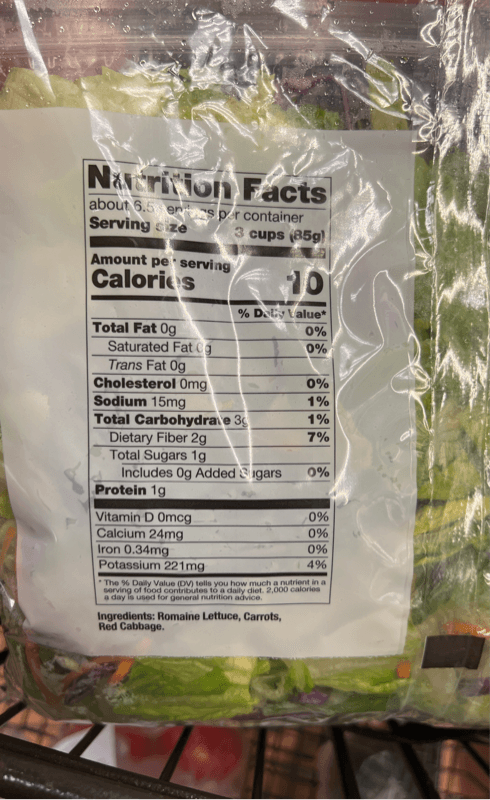 Nutrition Facts
about 6.5 servings per container
Serving size 3 cups (85g)
Amount per serving
Calories 10
% Daily Value*
Total Fat 0g 0%
Saturated Fat 0g 0%
Trans Fat 0g
Cholesterol 0mg 0%
Sodium 15mg 1%
Total Carbohydrate 3g 1%
Dietary Fiber 2g 7%
Total Sugars 1g
Includes 0g Added Sugars 0%
Protein 1g
Vitamin D 0mcg 0%
Calcium 24mg 0%
Iron 0.34mg 0%
Potassium 221mg 4%
* The % Daily Value (DV) tells you how much a nutrient in a
serving of food contributes to a daily diet. 2,000 calories
a day is used for general nutrition advice.
Ingredients: Romaine Lettuce, Carrots,
Red Cabbage.